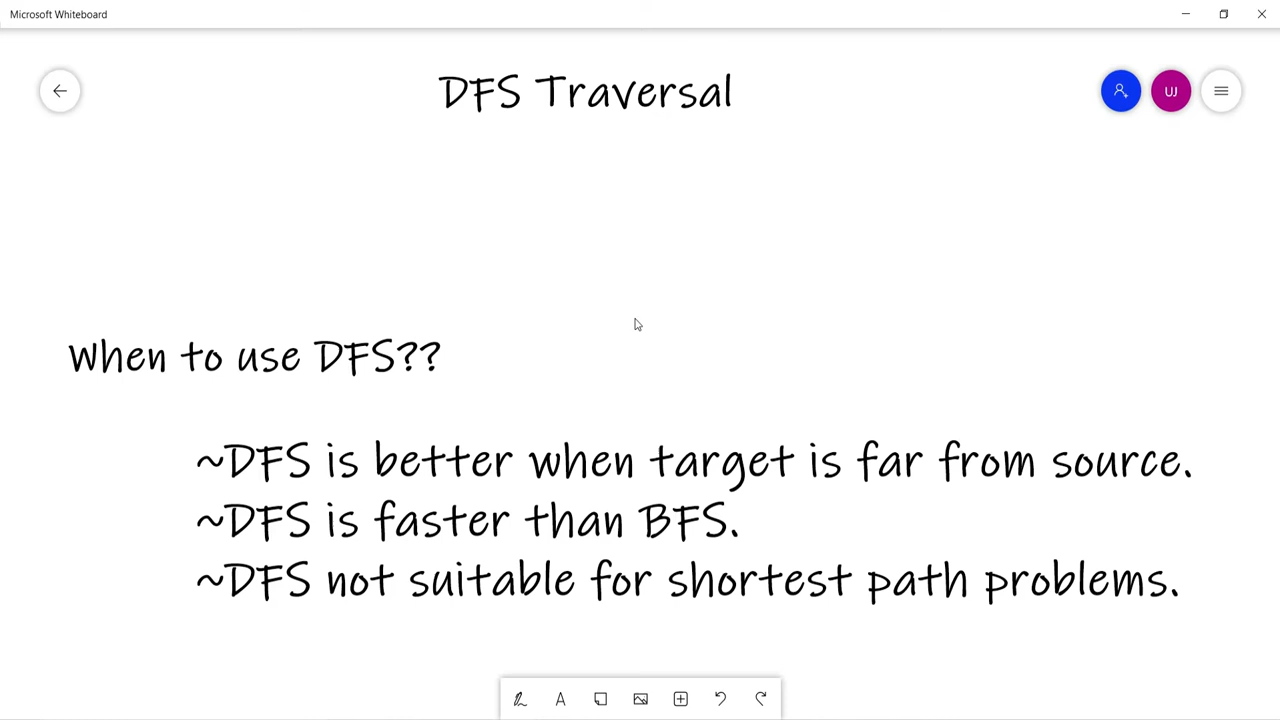 Microsoft Whiteboard
DFS Traversal
UJ
When to use DFS??
~DFS is better when target is far from source.
~DFS is faster than BFS.
~DFS not suitable for shortest path problems.
A